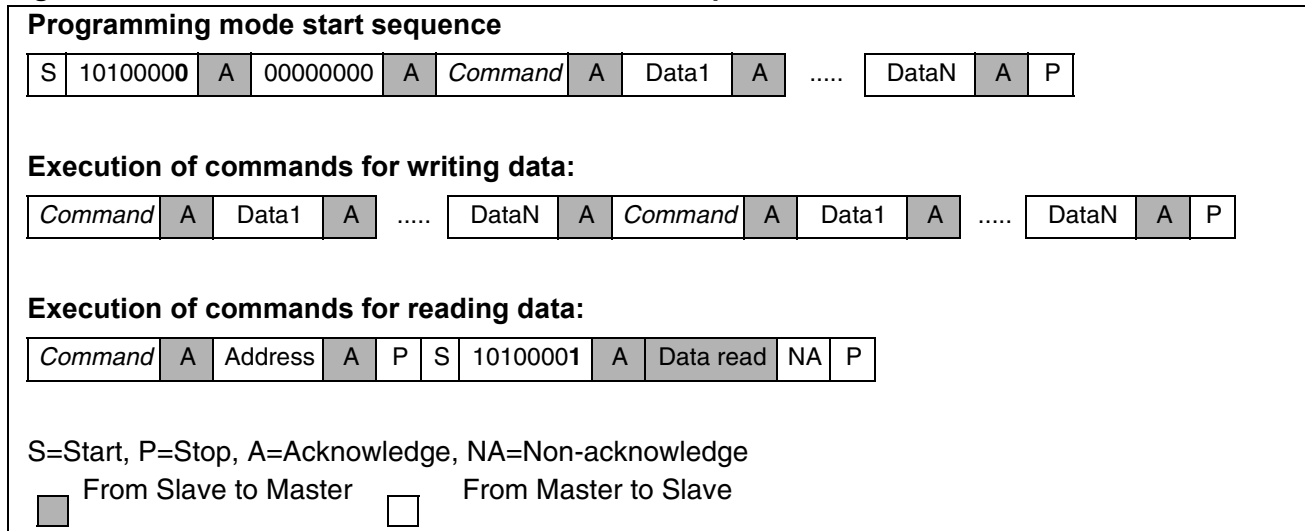 Programming mode start sequence
S 10100000 A 00000000 A Command A Data1 A ..... DataN A P
Execution of commands for writing data:
Command A Data1 A ..... DataN A Command A Data1 A ..... DataN A P
Execution of commands for reading data:
Command A Address A P S 10100001 A Data read NA P
S=Start, P=Stop, A=Acknowledge, NA=Non-acknowledge
From Slave to Master From Master to Slave